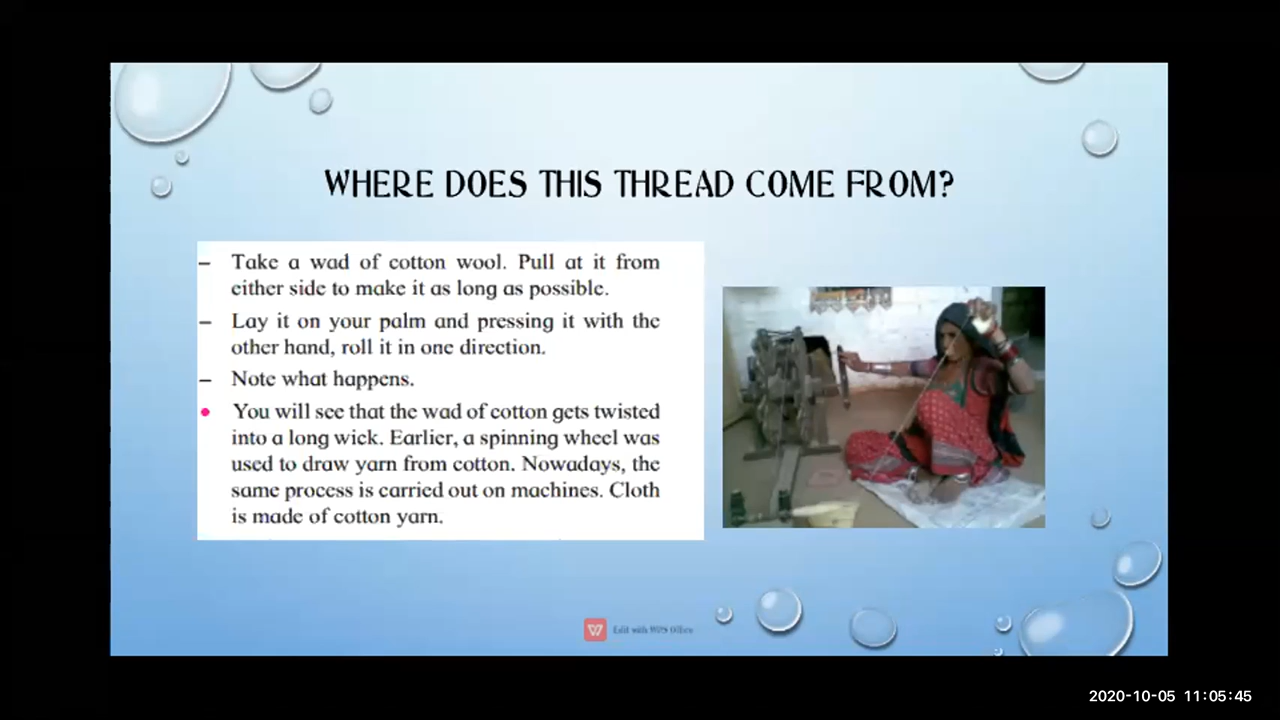 WHERE DOES THIS THREAD COME FROM?
– Take a wad of cotton wool. Pull at it from
either side to make it as long as possible.
– Lay it on your palm and pressing it with the
other hand, roll it in one direction.
– Note what happens.
• You will see that the wad of cotton gets twisted
into a long wick. Earlier, a spinning wheel was
used to draw yarn from cotton. Nowadays, the
same process is carried out on machines. Cloth
is made of cotton yarn.
Edit with WPS Office
2020-10-05 11:05:45